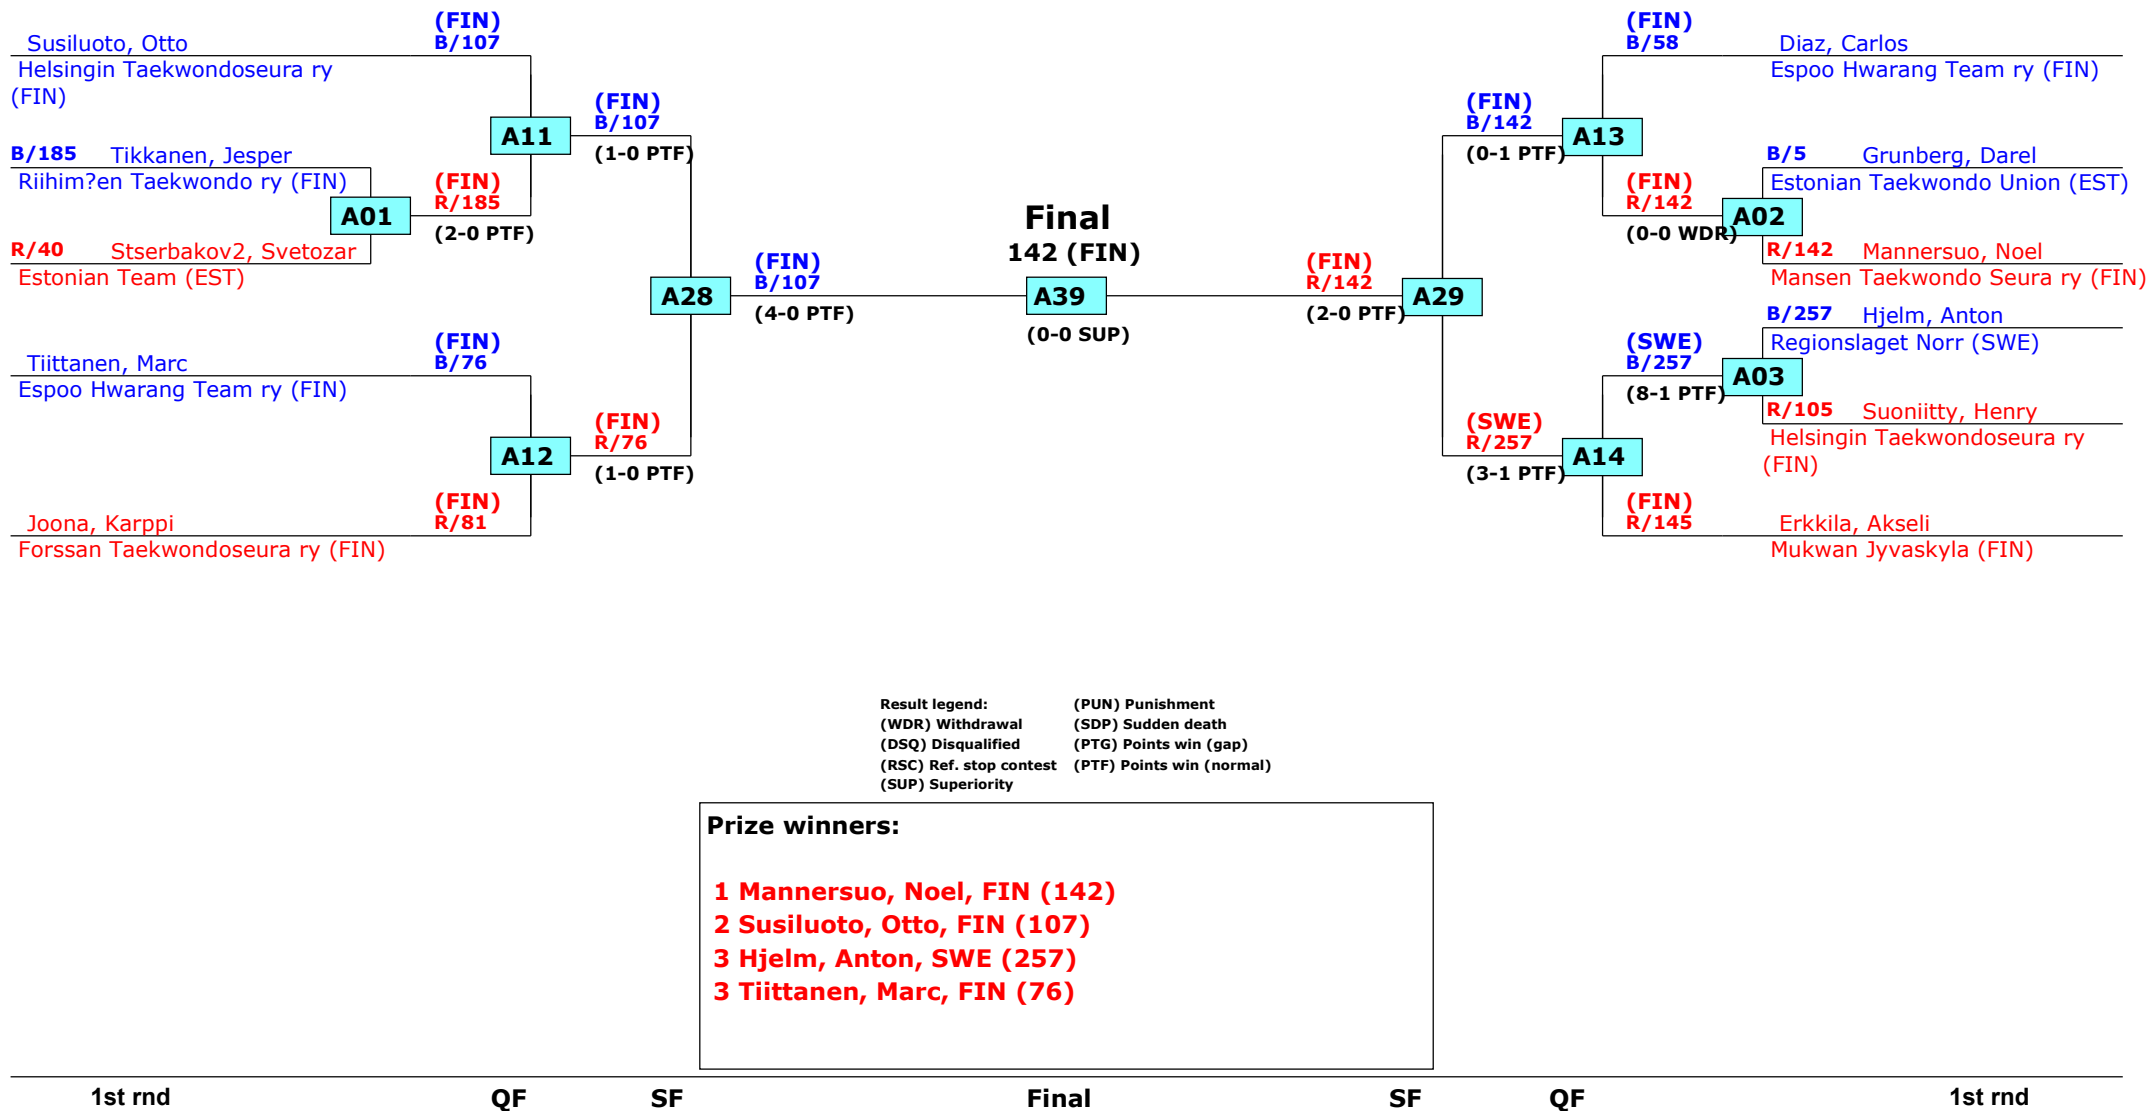 (FIN)
Susiluoto, Otto B/107
Helsingin Taekwondoseura ry
(FIN)
(FIN)
B/107
A11
(1-0 PTF)
B/185 Tikkanen, Jesper
Riihim?en Taekwondo ry (FIN)
(FIN)
R/185
A01
(2-0 PTF)
R/40 Stserbakov2, Svetozar
Estonian Team (EST)
(FIN)
B/107
A28
(4-0 PTF)
(FIN)
Tiittanen, Marc B/76
Espoo Hwarang Team ry (FIN)
(FIN)
R/76
A12
(1-0 PTF)
(FIN)
Joona, Karppi R/81
Forssan Taekwondoseura ry (FIN)
Final
142 (FIN)
A39
(0-0 SUP)
(FIN)
B/58 Diaz, Carlos
Espoo Hwarang Team ry (FIN)
(FIN)
B/142
A13
(0-1 PTF)
B/5 Grunberg, Darel
Estonian Taekwondo Union (EST)
(FIN)
R/142
A02
(0-0 WDR)
R/142 Mannersuo, Noel
Mansen Taekwondo Seura ry (FIN)
(FIN)
R/142
A29
(2-0 PTF)
B/257 Hjelm, Anton
Regionslaget Norr (SWE)
(SWE)
B/257
A03
(8-1 PTF)
R/105 Suoniitty, Henry
Helsingin Taekwondoseura ry
(FIN)
(SWE)
R/257
A14
(3-1 PTF)
(FIN)
R/145 Erkkila, Akseli
Mukwan Jyvaskyla (FIN)
Result legend: (PUN) Punishment
(WDR) Withdrawal (SDP) Sudden death
(DSQ) Disqualified (PTG) Points win (gap)
(RSC) Ref. stop contest (PTF) Points win (normal)
(SUP) Superiority
Prize winners:
1 Mannersuo, Noel, FIN (142)
2 Susiluoto, Otto, FIN (107)
3 Hjelm, Anton, SWE (257)
3 Tiittanen, Marc, FIN (76)
1st rnd QF SF Final SF QF 1st rnd